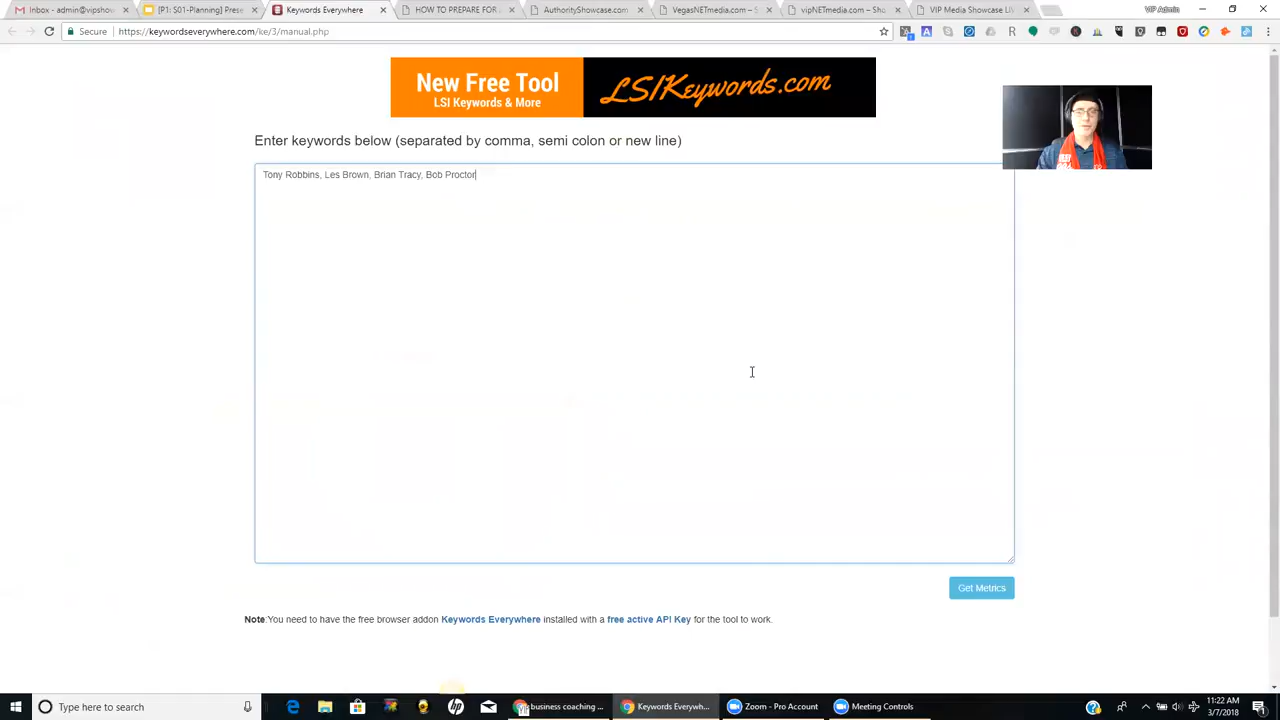 Inbox - admin@vipshow
[P1: S01-Planning] Prese
Keywords Everywhere
HOW TO PREPARE FOR
AuthorityShowcase.com
VegasNETmedia.com – S
vipNETmedia.com – Sho
VIP Media Showcase Liv
VIP Admin
Secure
https://keywordseverywhere.com/ke/3/manual.php
New Free Tool
LSI Keywords & More
LSIKeywords.com
Enter keywords below (separated by comma, semi colon or new line)
Tony Robbins, Les Brown, Brian Tracy, Bob Proctor
Get Metrics
Note:You need to have the free browser addon Keywords Everywhere installed with a free active API Key for the tool to work.
Type here to search
business coaching ...
Keywords Everywh...
Zoom - Pro Account
Meeting Controls
11:22 AM
3/7/2018